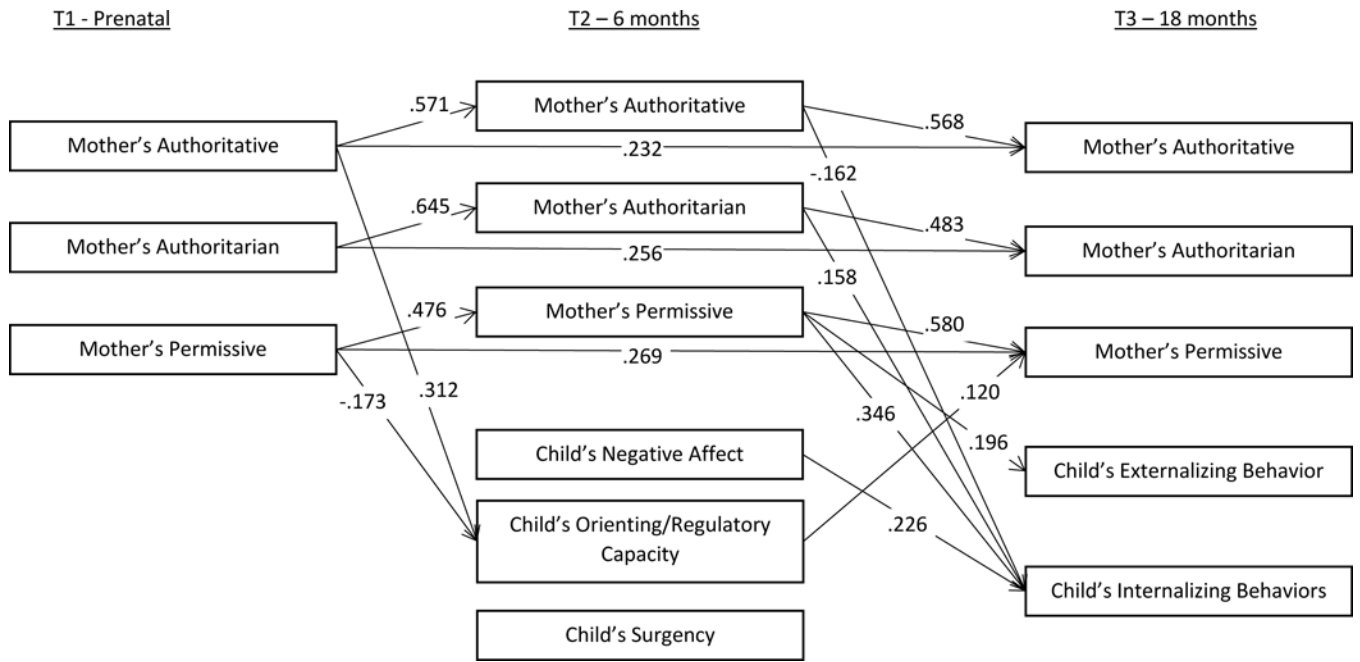 T1 - Prenatal
T2 – 6 months
T3 – 18 months
Mother's Authoritative
Mother's Authoritarian
Mother's Permissive
.571
.645
.476
-.173
.312
.232
.256
.269
Mother's Authoritative
Mother's Authoritarian
Mother's Permissive
Child's Negative Affect
Child's Orienting/Regulatory
Capacity
Child's Surgency
.568
-.162
.483
.158
.580
.346
.120
.196
.226
Mother's Authoritative
Mother's Authoritarian
Mother's Permissive
Child's Externalizing Behavior
Child's Internalizing Behaviors